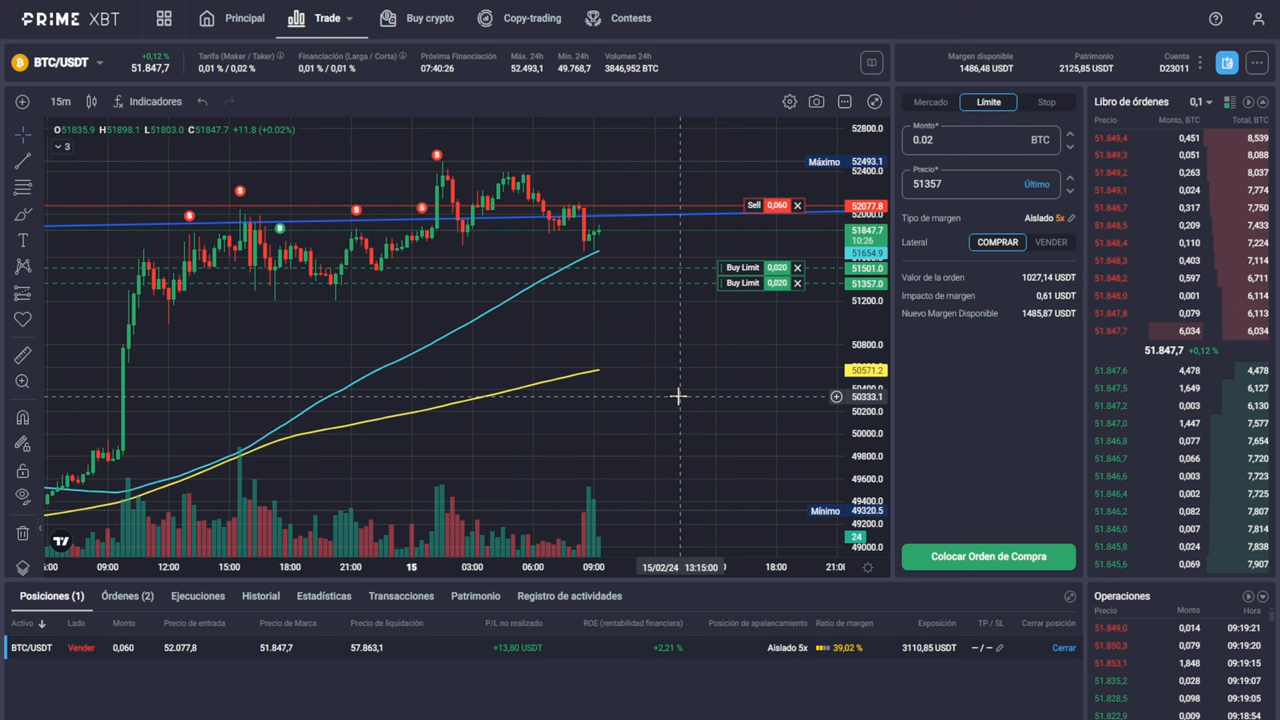 PRIME XBT
Principal
Trade
Buy crypto
Copy-trading
Contests
BTC/USDT
+0,12 %
51.847,7
Tarifa (Maker / Taker)
0,01 % / 0,02 %
Financiación (Larga / Corta)
0,01 % / 0,01 %
Próxima Financiación
07:40:26
Máx. 24h
52.493,1
Mín. 24h
49.768,7
Volumen 24h
3846,952 BTC
Margen disponible
1486,48 USDT
Patrimonio
2125,85 USDT
Cuenta
D23011
15m
Indicadores
O51835.9 H51898.1 L51803.0 C51847.7 +11.8 (+0.02%)
3
52800.0
Máximo 52493.1
52400.0
Sell 0,060 52077.8
52000.0
51847.7
10:26
51654.9
Buy Limit 0,020 51501.0
Buy Limit 0,020 51357.0
51200.0
50800.0
50571.2
50400.0
50333.1
50200.0
50000.0
49800.0
49600.0
49400.0
Mínimo 49320.5
49200.0
24
49000.0
:00 09:00 12:00 15:00 18:00 21:00 15 03:00 06:00 09:00 15/02/24 13:15:00 18:00 21:0
Mercado
Límite
Stop
Monto*
0.02 BTC
Precio*
51357 Último
Tipo de margen Aislado 5x
Lateral COMPRAR VENDER
Valor de la orden 1027,14 USDT
Impacto de margen 0,61 USDT
Nuevo Margen Disponible 1485,87 USDT
Colocar Orden de Compra
Libro de órdenes 0,1
Precio Monto, BTC Total, BTC
51.849,4 0,451 8,539
51.849,3 0,051 8,088
51.849,2 0,263 8,037
51.849,1 0,024 7,774
51.848,7 0,317 7,750
51.848,5 0,209 7,433
51.848,4 0,110 7,224
51.848,3 0,403 7,114
51.848,2 0,597 6,711
51.848,0 0,001 6,114
51.847,8 0,079 6,113
51.847,7 6,034 6,034
51.847,7 +0,12 %
51.847,6 4,478 4,478
51.847,5 1,649 6,127
51.847,2 0,003 6,130
51.847,0 1,447 7,577
51.846,8 0,077 7,654
51.846,7 0,066 7,720
51.846,6 0,003 7,723
51.846,4 0,002 7,725
51.846,2 0,082 7,807
51.846,0 0,007 7,814
51.845,8 0,024 7,838
51.845,6 0,069 7,907
Posiciones (1)
Órdenes (2)
Ejecuciones
Historial
Estadísticas
Transacciones
Patrimonio
Registro de actividades
Activo Lado Monto Precio de entrada Precio de Marca Precio de liquidación P/L no realizado ROE (rentabilidad financiera) Posición de apalancamiento Ratio de margen Exposición TP / SL Cerrar posición
BTC/USDT Vender 0,060 52.077,8 51.847,7 57.863,1 +13,80 USDT +2,21 % Aislado 5x 39,02 % 3110,85 USDT – / – Cerrar
Operaciones
Precio Monto Hora
51.849,0 0,014 09:19:21
51.850,3 0,079 09:19:20
51.853,1 1,848 09:19:15
51.835,2 0,028 09:19:07
51.828,5 0,098 09:19:05
51.822,9 0,009 09:18:54